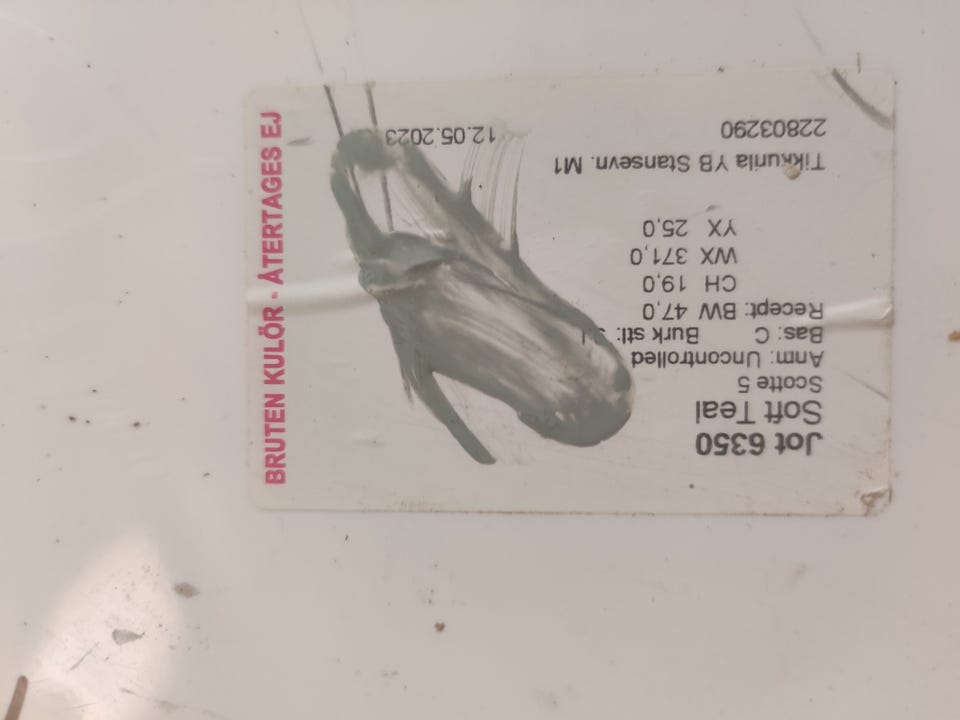 Jot 6350
Soft Teal
Scotte 5
Anm: Uncontrolled
Bas: C Burk stl:
Recept: BW 47,0
CH 19,0
WX 371,0
YX 25,0
Tikkurila YB Stansevn. M1
22803290 12.05.2023
BRUTEN KULÖR - ÅTERTAGES EJ